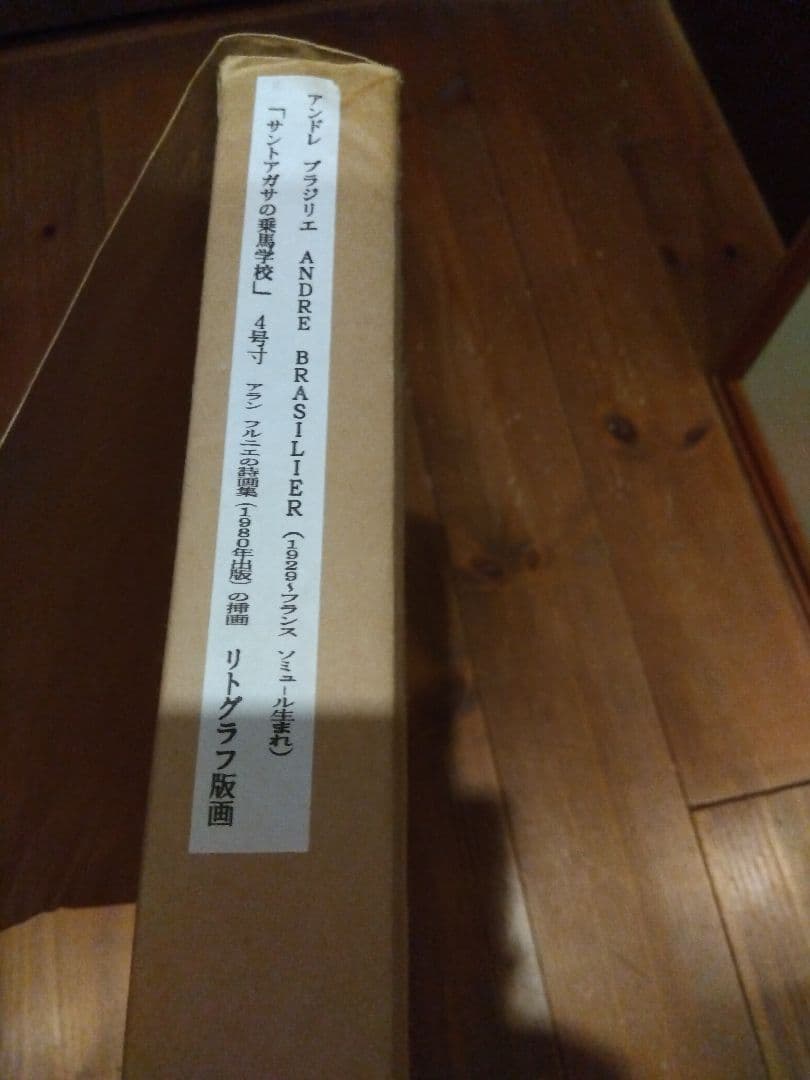 アンドレ ブラジリエ ANDRE BRASILIER (1929~フランス ソミュール生まれ)
「サントアガサの乗馬学校」 4号寸 アラン フルニエの詩画集(1980年出版)の挿画 リトグラフ版画